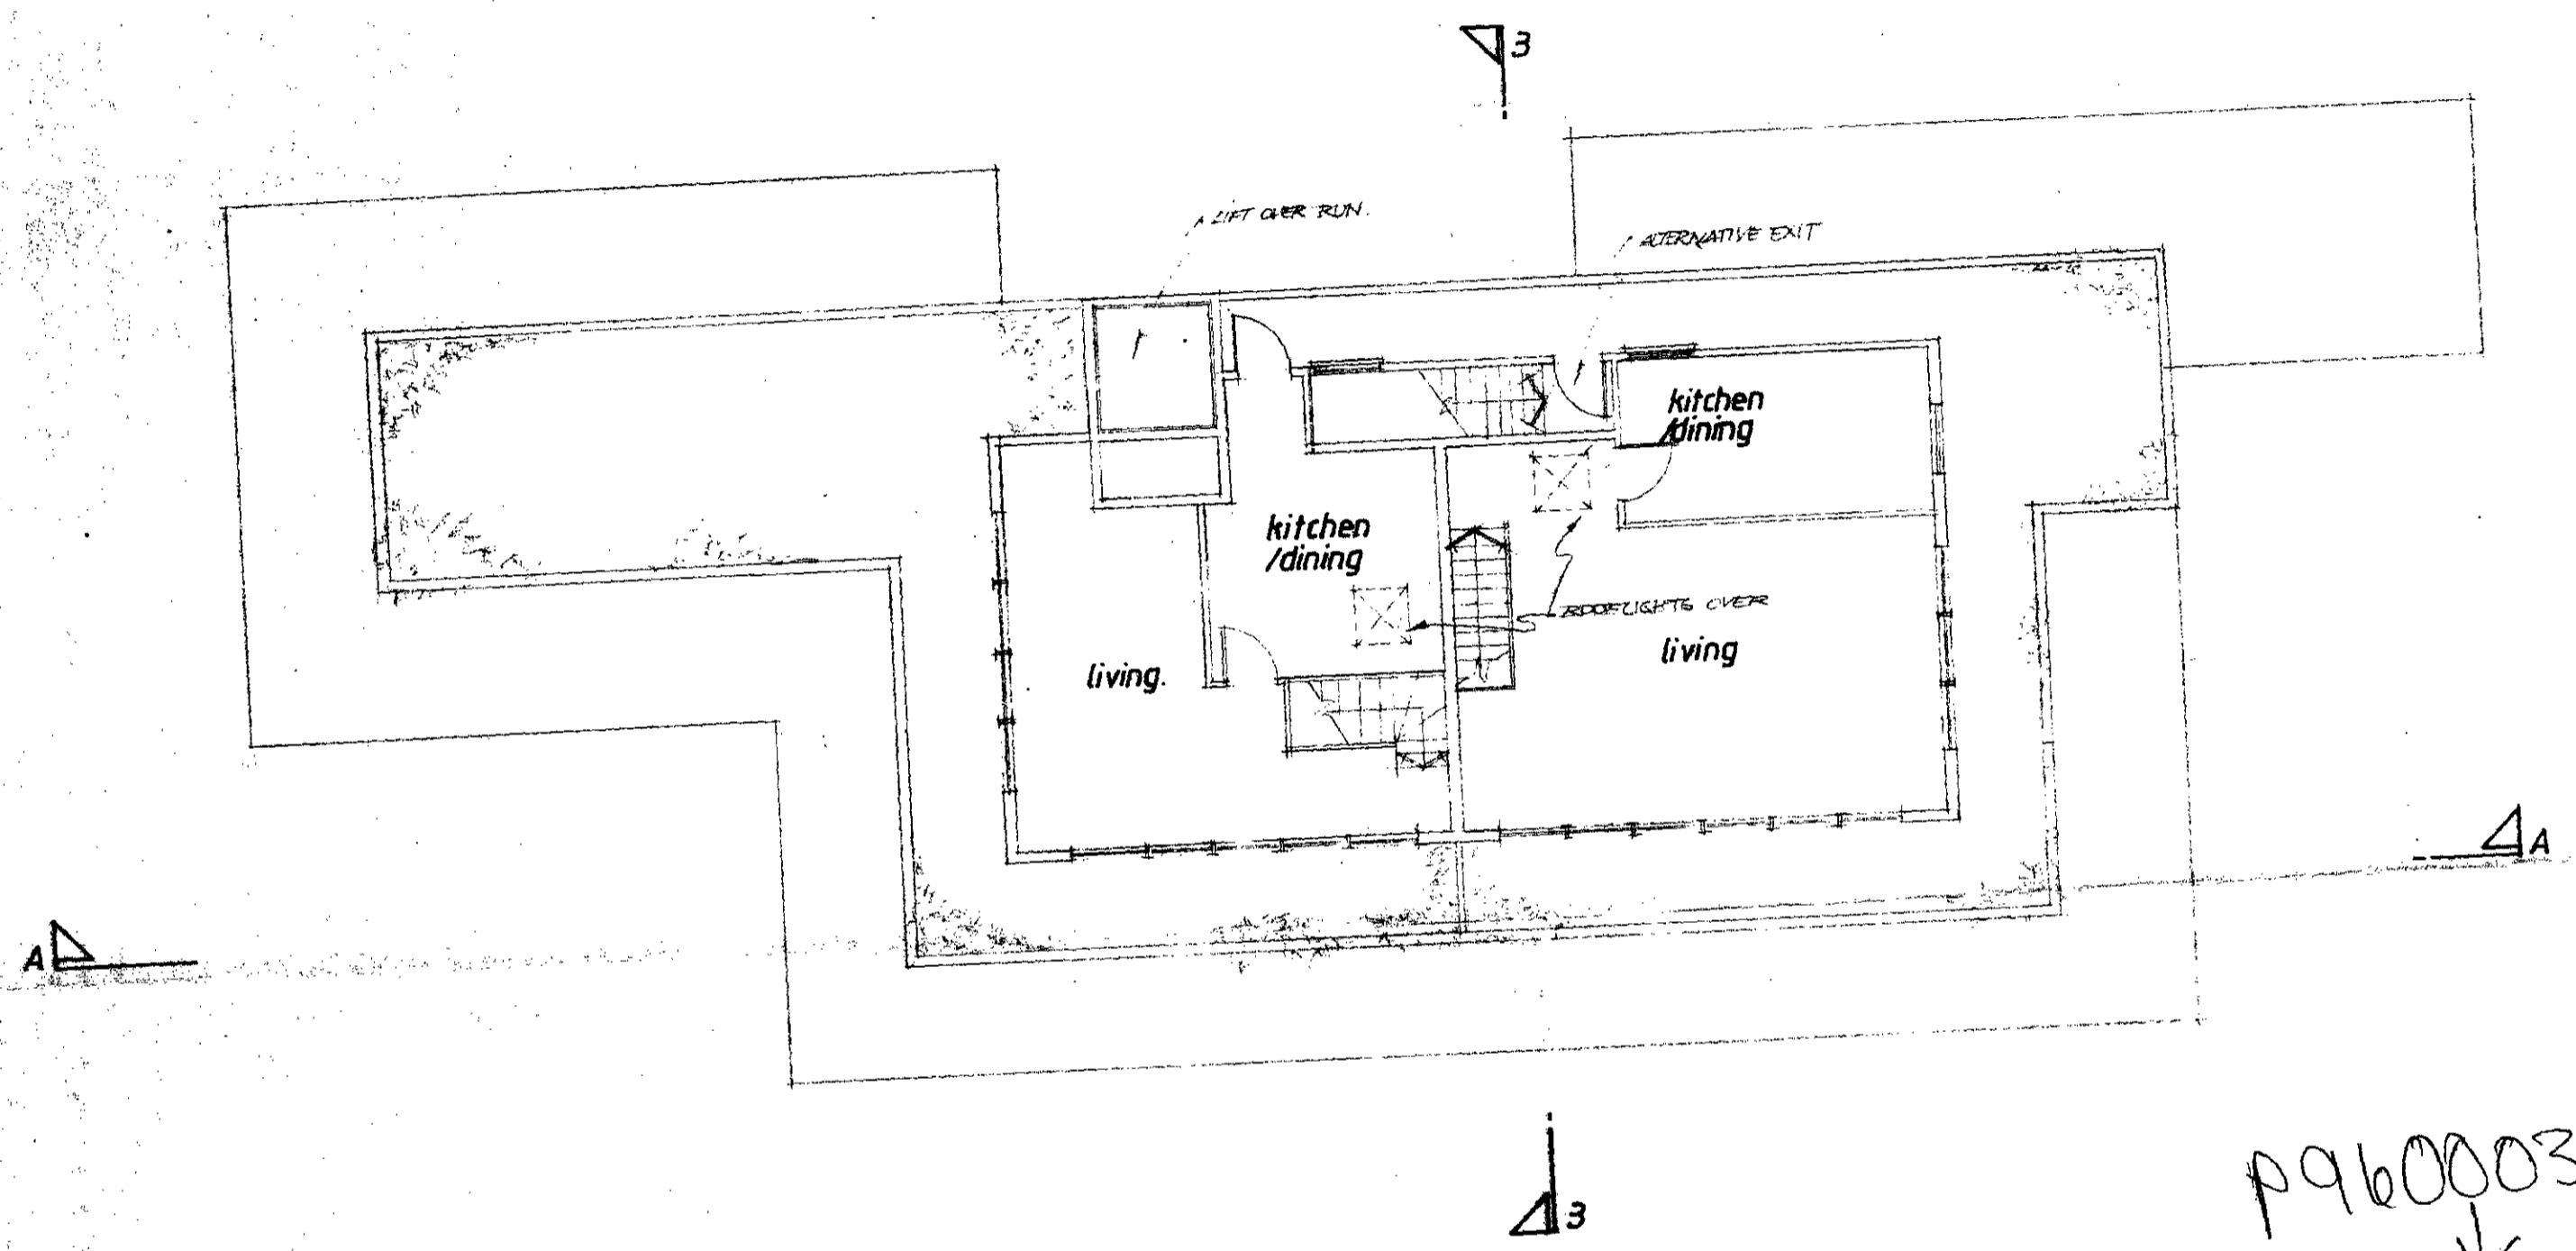 3
LIFT OVER RUN.
ALTERNATIVE EXIT
kitchen
/dining
kitchen
/dining
ROOFLIGHTS OVER
living.
living
A
A
3
P960003